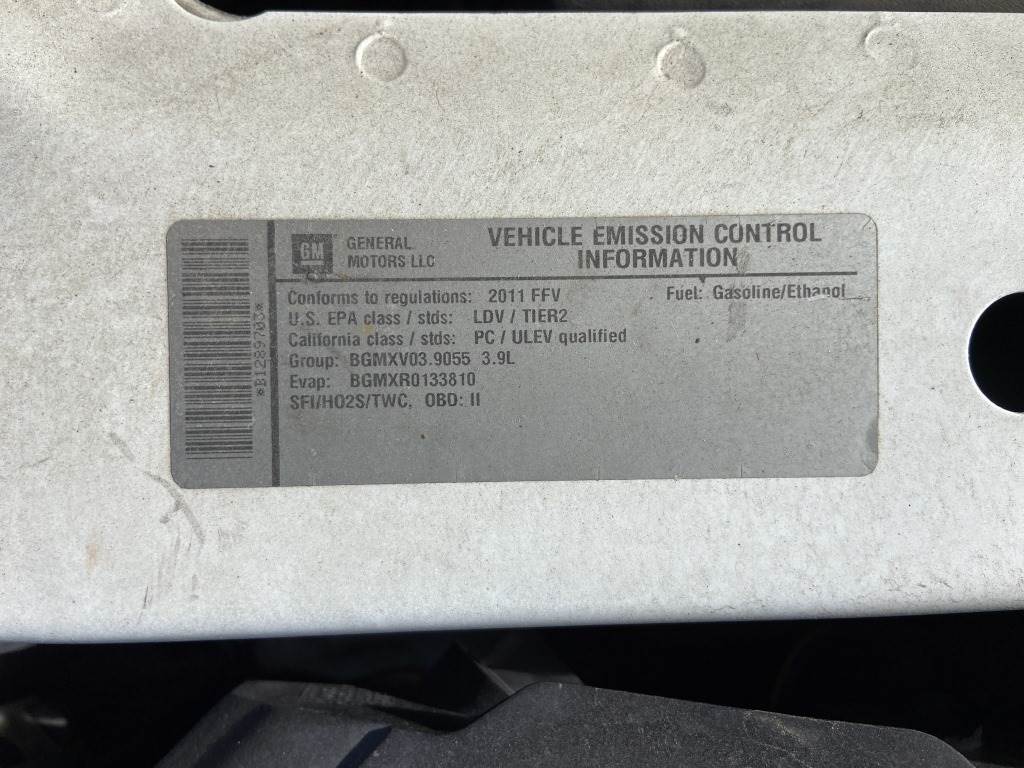 GM
GENERAL
MOTORS LLC
VEHICLE EMISSION CONTROL
INFORMATION
Conforms to regulations: 2011 FFV
Fuel: Gasoline/Ethanol
U.S. EPA class / stds: LDV / TIER2
California class / stds: PC / ULEV qualified
Group: BGMXV03.9055 3.9L
Evap: BGMXR0133810
SFI/HO2S/TWC, OBD: II
*B1289703*